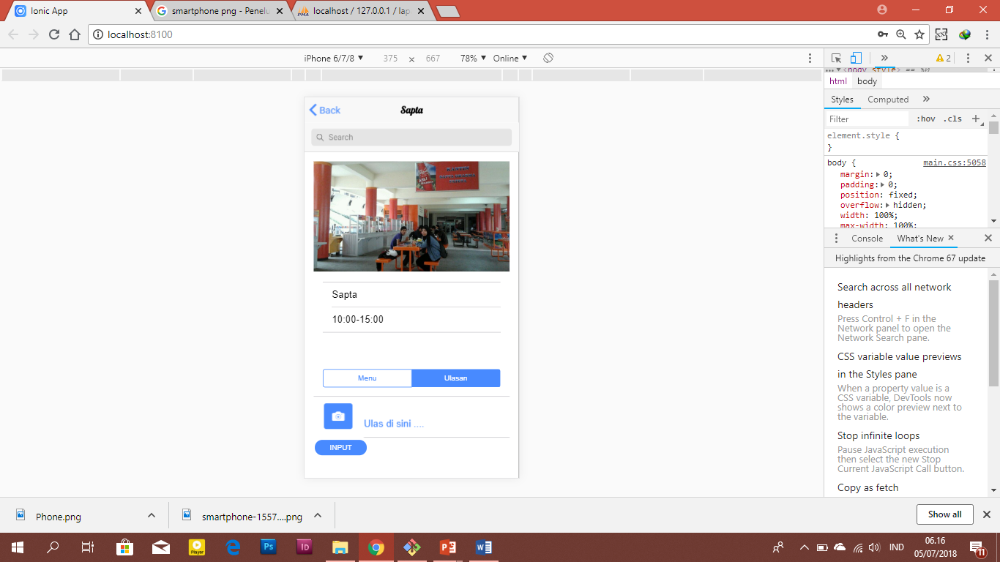 Ionic App
smartphone png - Penelu
localhost / 127.0.0.1 / lap
localhost:8100
iPhone 6/7/8 375 × 667 78% Online
2
<body style> == $0
html body
Styles Computed
Filter :hov .cls +
element.style {
}
body { main.css:5058
margin: 0;
padding: 0;
position: fixed;
overflow: hidden;
width: 100%;
max-width: 100%;
Console What's New
Highlights from the Chrome 67 update
Search across all network
headers
Press Control + F in the
Network panel to open the
Network Search pane.
CSS variable value previews
in the Styles pane
When a property value is a
CSS variable, DevTools now
shows a color preview next to
the variable.
Stop infinite loops
Pause JavaScript execution
then select the new Stop
Current JavaScript Call button.
Copy as fetch
Back Sapta
Search
Sapta
10:00-15:00
Menu Ulasan
Ulas di sini ....
INPUT
Phone.png
smartphone-1557....png
Show all
IND
06.16
05/07/2018
11